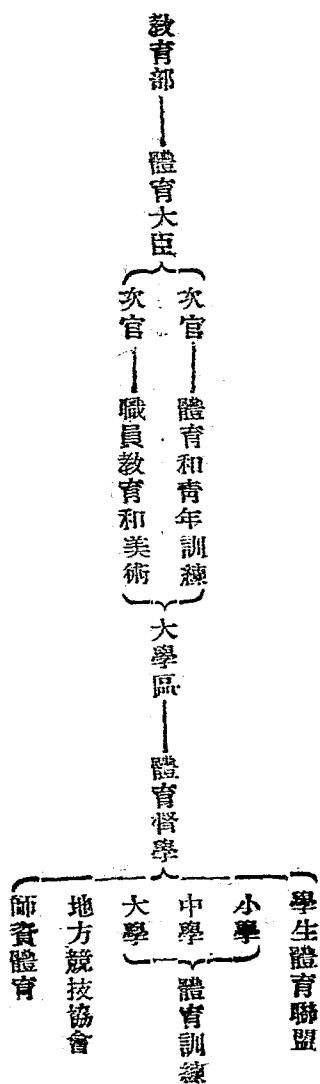 教育部
體育大臣
次官
體育和青年訓練
次官
職員教育和美術
大學區
體育督學
學生體育聯盟
小學
中學
大學
體育訓練
地方競技協會
師資體育